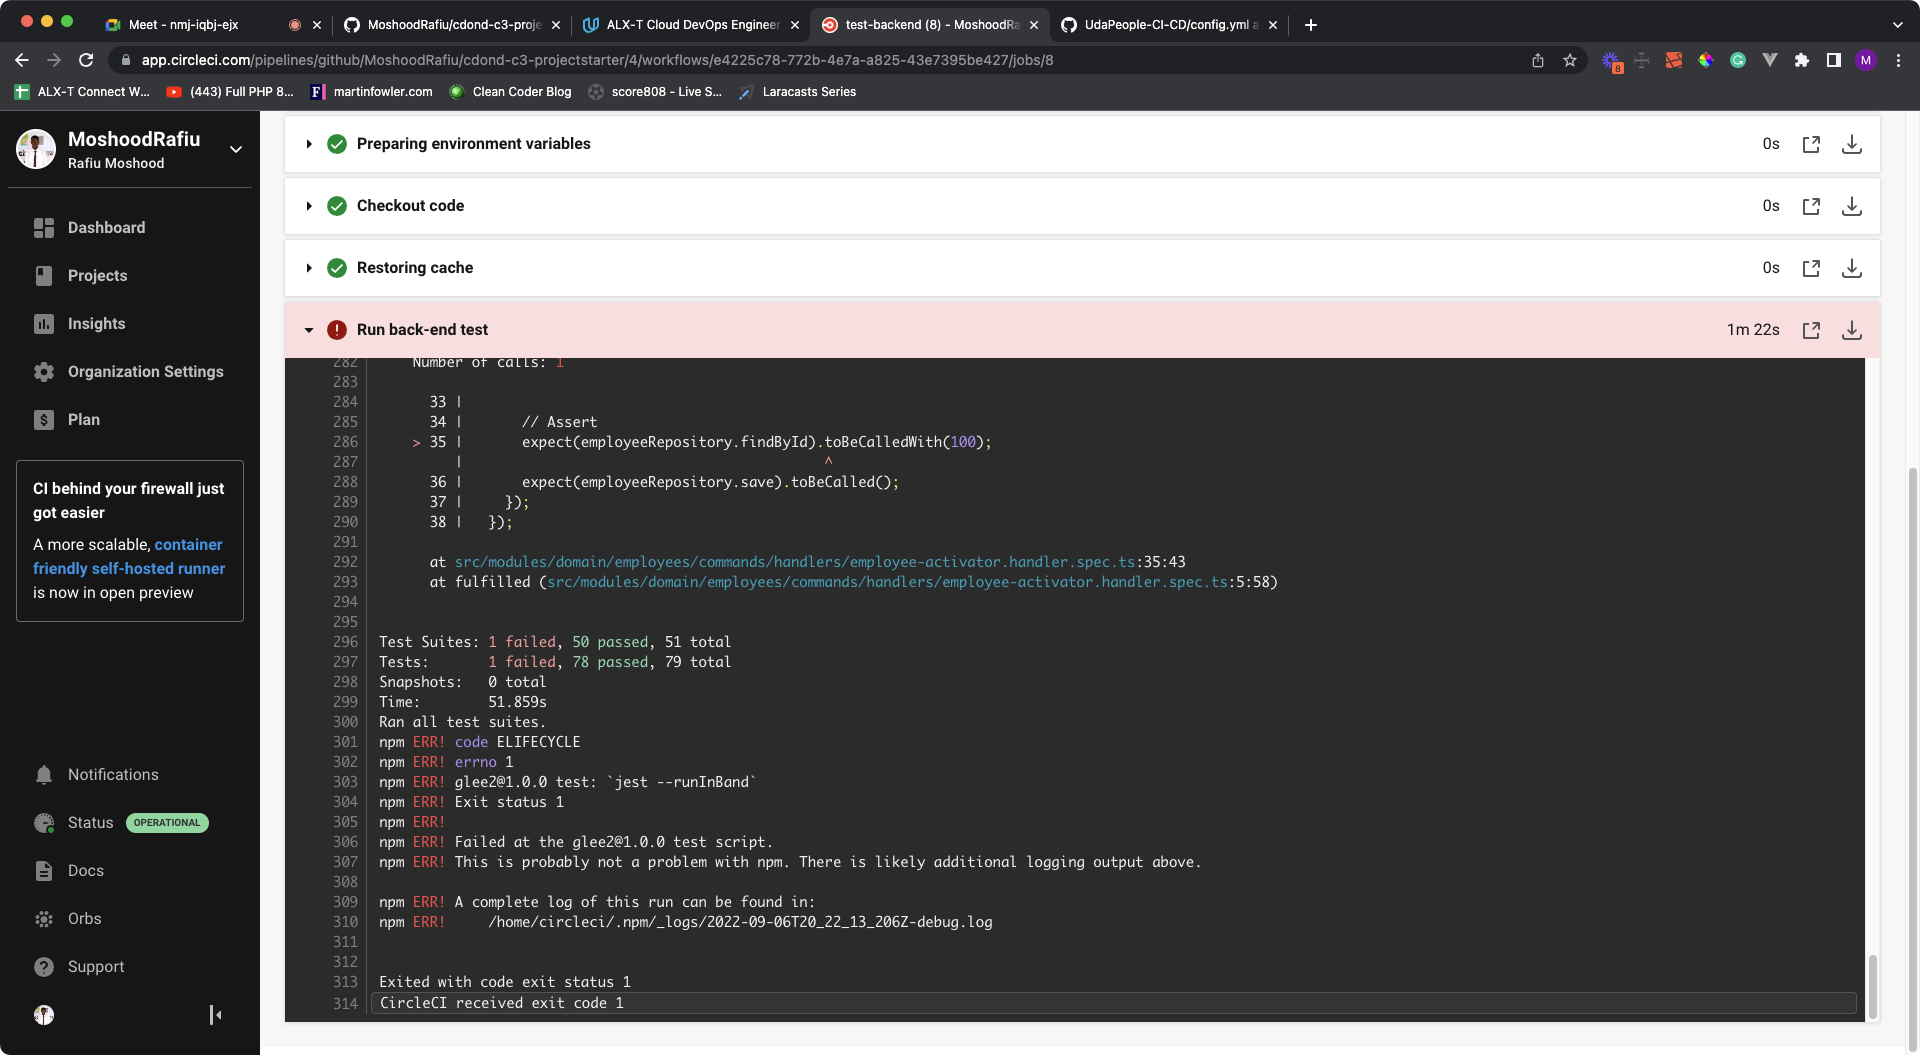 Meet - nmj-iqbj-ejx
MoshoodRafiu/cdond-c3-proje
ALX-T Cloud DevOps Engineer
test-backend (8) - MoshoodRa
UdaPeople-CI-CD/config.yml a
app.circleci.com/pipelines/github/MoshoodRafiu/cdond-c3-projectstarter/4/workflows/e4225c78-772b-4e7a-a825-43e7395be427/jobs/8
8
M
ALX-T Connect W...
(443) Full PHP 8...
martinfowler.com
Clean Coder Blog
score808 - Live S...
Laracasts Series
MoshoodRafiu
Rafiu Moshood
Dashboard
Projects
Insights
Organization Settings
Plan
CI behind your firewall just
got easier
A more scalable, container
friendly self-hosted runner
is now in open preview
Notifications
Status OPERATIONAL
Docs
Orbs
Support
Preparing environment variables 0s
Checkout code 0s
Restoring cache 0s
Run back-end test 1m 22s
282 Number of calls: 1
283
284 33 |
285 34 | // Assert
286 > 35 | expect(employeeRepository.findById).toBeCalledWith(100);
287 | ^
288 36 | expect(employeeRepository.save).toBeCalled();
289 37 | });
290 38 | });
291
292 at src/modules/domain/employees/commands/handlers/employee-activator.handler.spec.ts:35:43
293 at fulfilled (src/modules/domain/employees/commands/handlers/employee-activator.handler.spec.ts:5:58)
294
295
296 Test Suites: 1 failed, 50 passed, 51 total
297 Tests: 1 failed, 78 passed, 79 total
298 Snapshots: 0 total
299 Time: 51.859s
300 Ran all test suites.
301 npm ERR! code ELIFECYCLE
302 npm ERR! errno 1
303 npm ERR! glee2@1.0.0 test: `jest --runInBand`
304 npm ERR! Exit status 1
305 npm ERR!
306 npm ERR! Failed at the glee2@1.0.0 test script.
307 npm ERR! This is probably not a problem with npm. There is likely additional logging output above.
308
309 npm ERR! A complete log of this run can be found in:
310 npm ERR! /home/circleci/.npm/_logs/2022-09-06T20_22_13_206Z-debug.log
311
312
313 Exited with code exit status 1
314 CircleCI received exit code 1